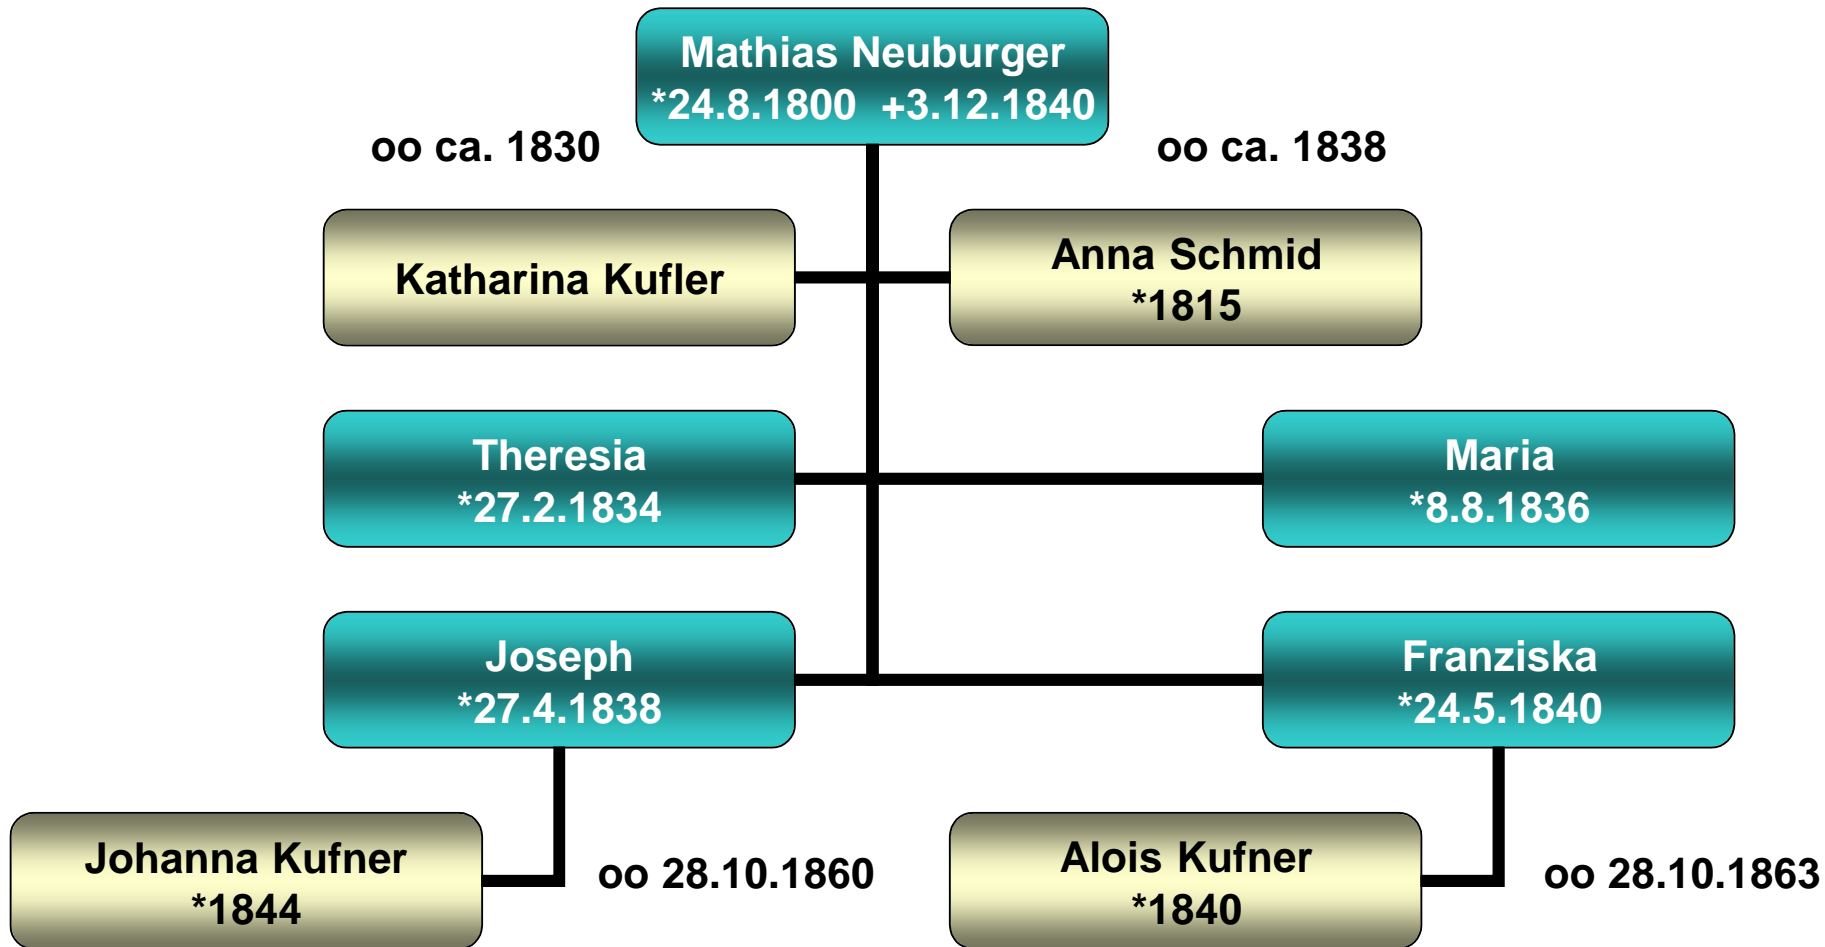 Mathias Neuburger
*24.8.1800 +3.12.1840
oo ca. 1830
oo ca. 1838
Katharina Kufler
Anna Schmid
*1815
Theresia
*27.2.1834
Maria
*8.8.1836
Joseph
*27.4.1838
Franziska
*24.5.1840
Johanna Kufner
*1844
oo 28.10.1860
Alois Kufner
*1840
oo 28.10.1863